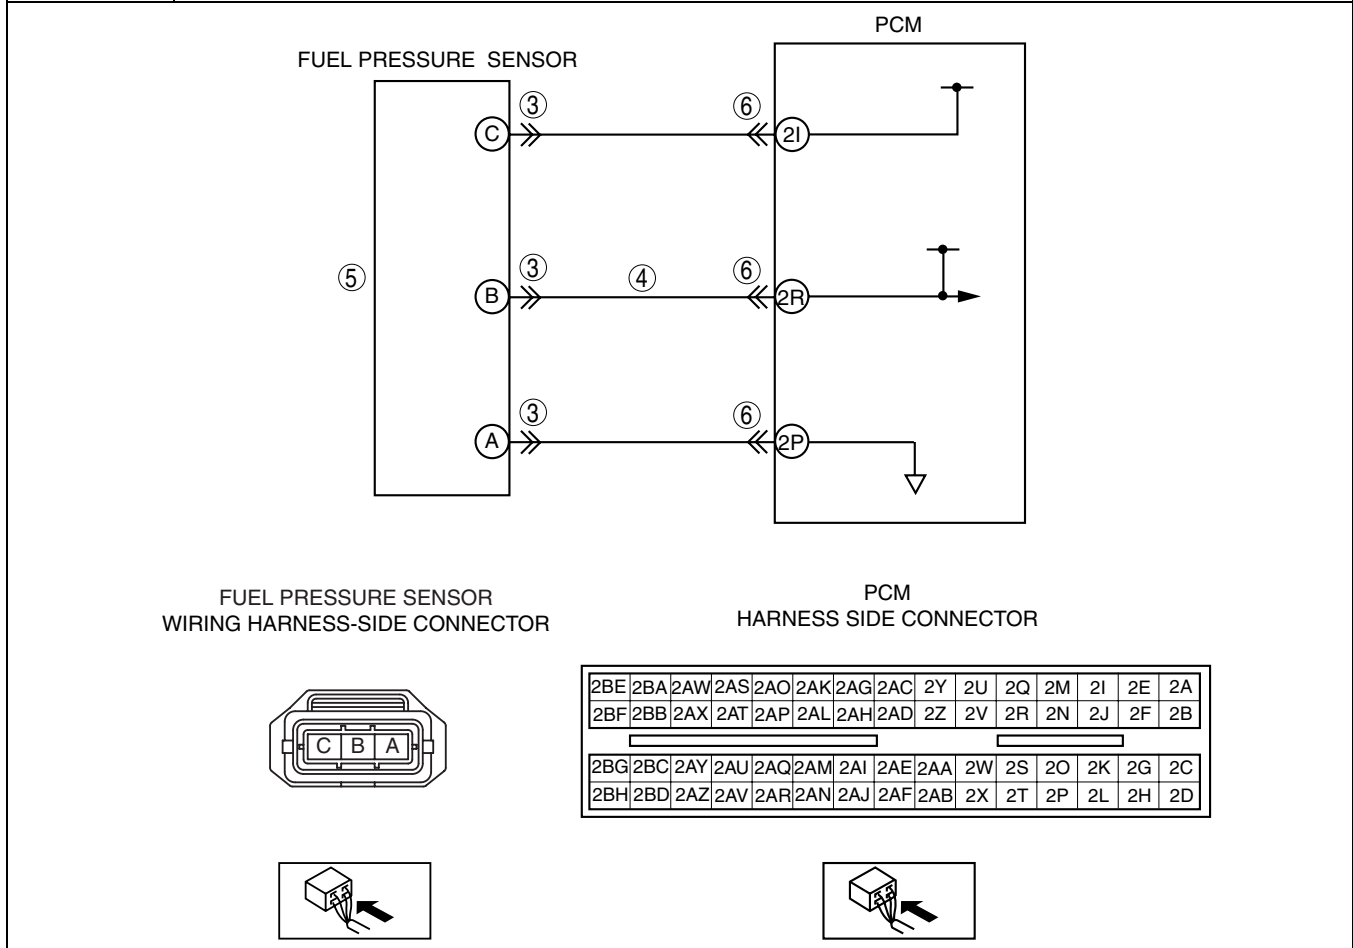 PCM
FUEL PRESSURE SENSOR
③ ⑥
C 2I
⑤ ③ ④ ⑥
B 2R
③ ⑥
A 2P
FUEL PRESSURE SENSOR
WIRING HARNESS-SIDE CONNECTOR
PCM
HARNESS SIDE CONNECTOR
C B A
2BE 2BA 2AW 2AS 2AO 2AK 2AG 2AC 2Y 2U 2Q 2M 2I 2E 2A
2BF 2BB 2AX 2AT 2AP 2AL 2AH 2AD 2Z 2V 2R 2N 2J 2F 2B
2BG 2BC 2AY 2AU 2AQ 2AM 2AI 2AE 2AA 2W 2S 2O 2K 2G 2C
2BH 2BD 2AZ 2AV 2AR 2AN 2AJ 2AF 2AB 2X 2T 2P 2L 2H 2D